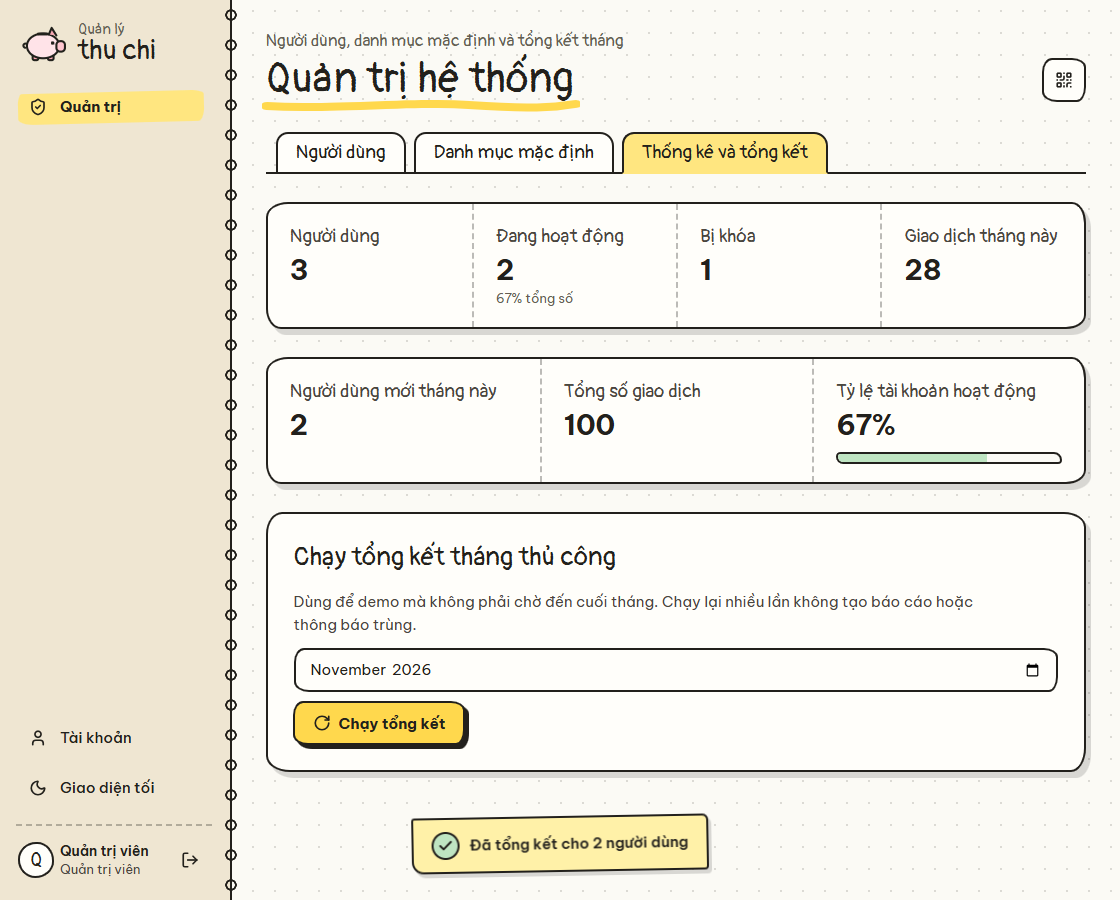 Quản lý
thu chi
Quản trị
Tài khoản
Giao diện tối
Q
Quản trị viên
Quản trị viên
Người dùng, danh mục mặc định và tổng kết tháng
Quản trị hệ thống
Người dùng
Danh mục mặc định
Thống kê và tổng kết
Người dùng
3
Đang hoạt động
2
67% tổng số
Bị khóa
1
Giao dịch tháng này
28
Người dùng mới tháng này
2
Tổng số giao dịch
100
Tỷ lệ tài khoản hoạt động
67%
Chạy tổng kết tháng thủ công
Dùng để demo mà không phải chờ đến cuối tháng. Chạy lại nhiều lần không tạo báo cáo hoặc
thông báo trùng.
November 2026
Chạy tổng kết
Đã tổng kết cho 2 người dùng